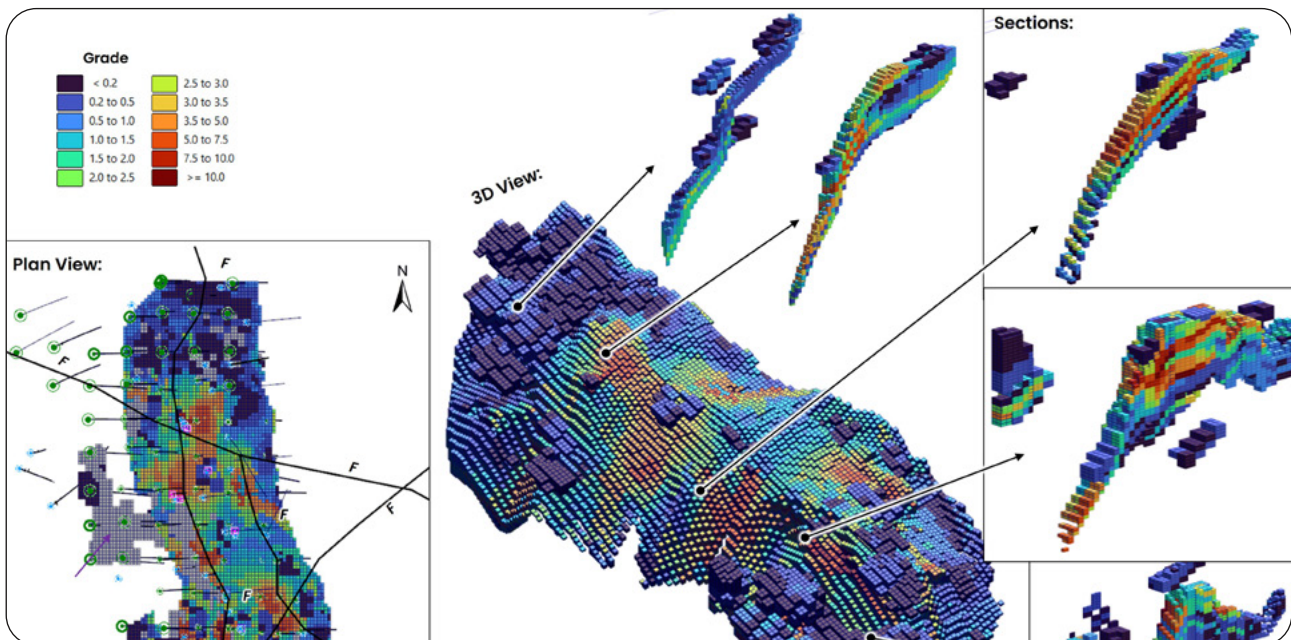 Grade
< 0.2
0.2 to 0.5
0.5 to 1.0
1.0 to 1.5
1.5 to 2.0
2.0 to 2.5
2.5 to 3.0
3.0 to 3.5
3.5 to 5.0
5.0 to 7.5
7.5 to 10.0
>= 10.0
3D View:
Sections:
Plan View:
N
F
F
F
F
F
F